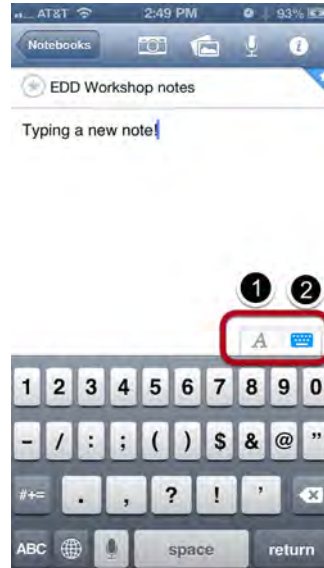 AT&T 2:49 PM 93%
Notebooks
EDD Workshop notes
Typing a new note!
1 2
A
1 2 3 4 5 6 7 8 9 0
- / : ; ( ) $ & @ "
#+= . , ? ! '
ABC space return